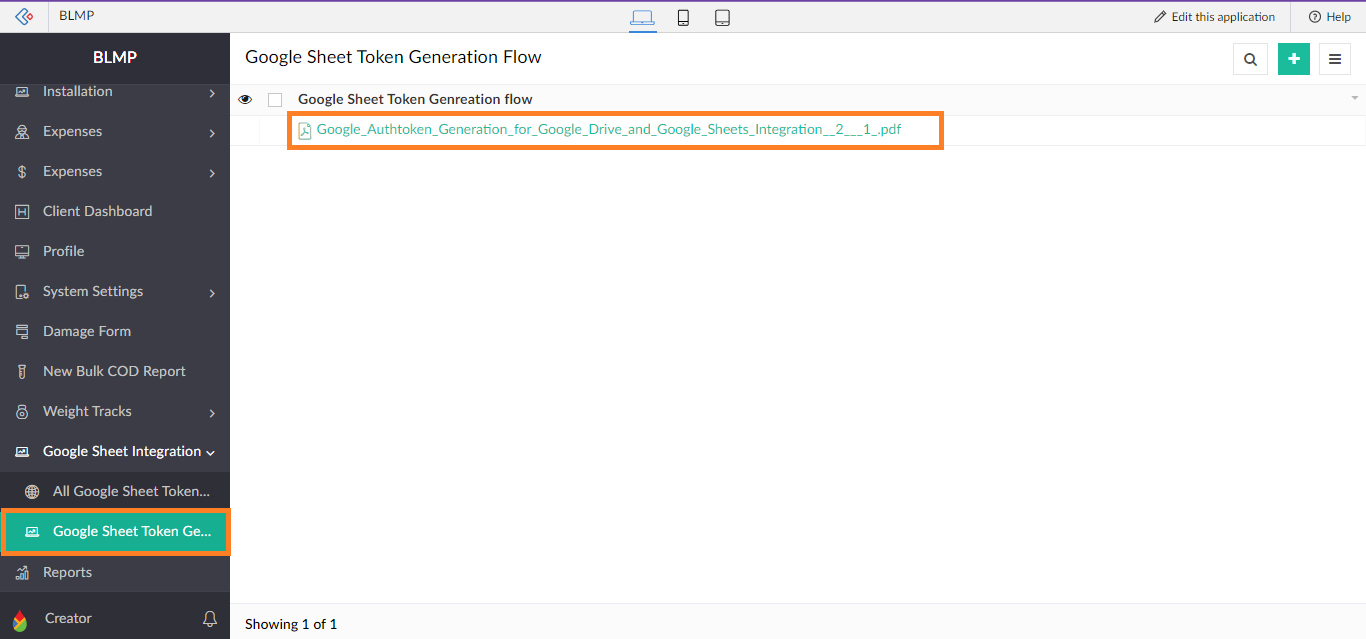 BLMP
Edit this application
Help
BLMP
Installation
Expenses
Expenses
Client Dashboard
Profile
System Settings
Damage Form
New Bulk COD Report
Weight Tracks
Google Sheet Integration
All Google Sheet Token...
Google Sheet Token Ge...
Reports
Creator
Google Sheet Token Generation Flow
Google Sheet Token Genreation flow
Google_Authtoken_Generation_for_Google_Drive_and_Google_Sheets_Integration__2___1_.pdf
Showing 1 of 1